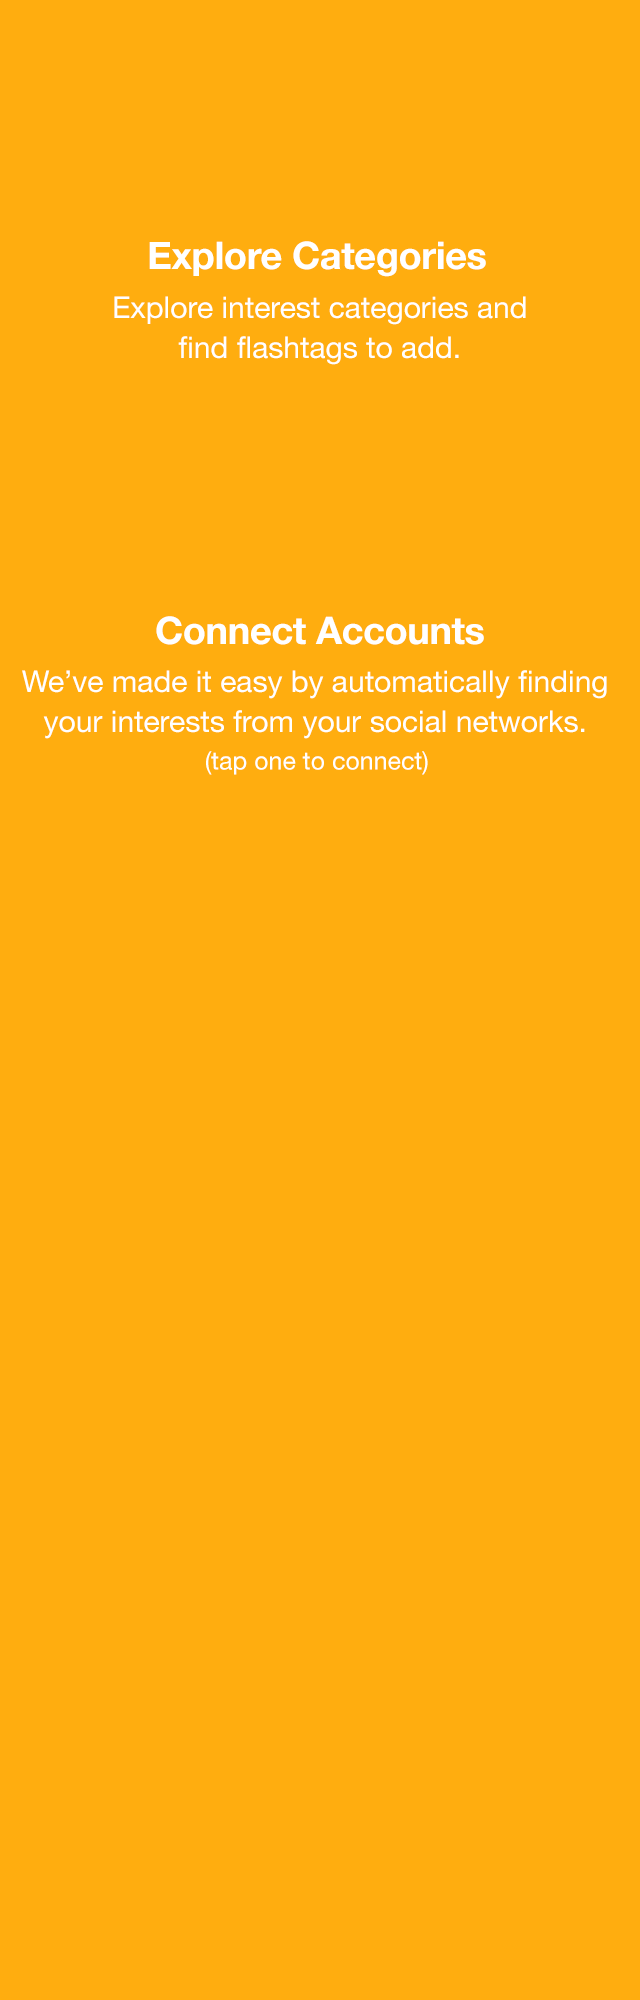 Explore Categories
Explore interest categories and
find flashtags to add.
Connect Accounts
We’ve made it easy by automatically finding
your interests from your social networks.
(tap one to connect)